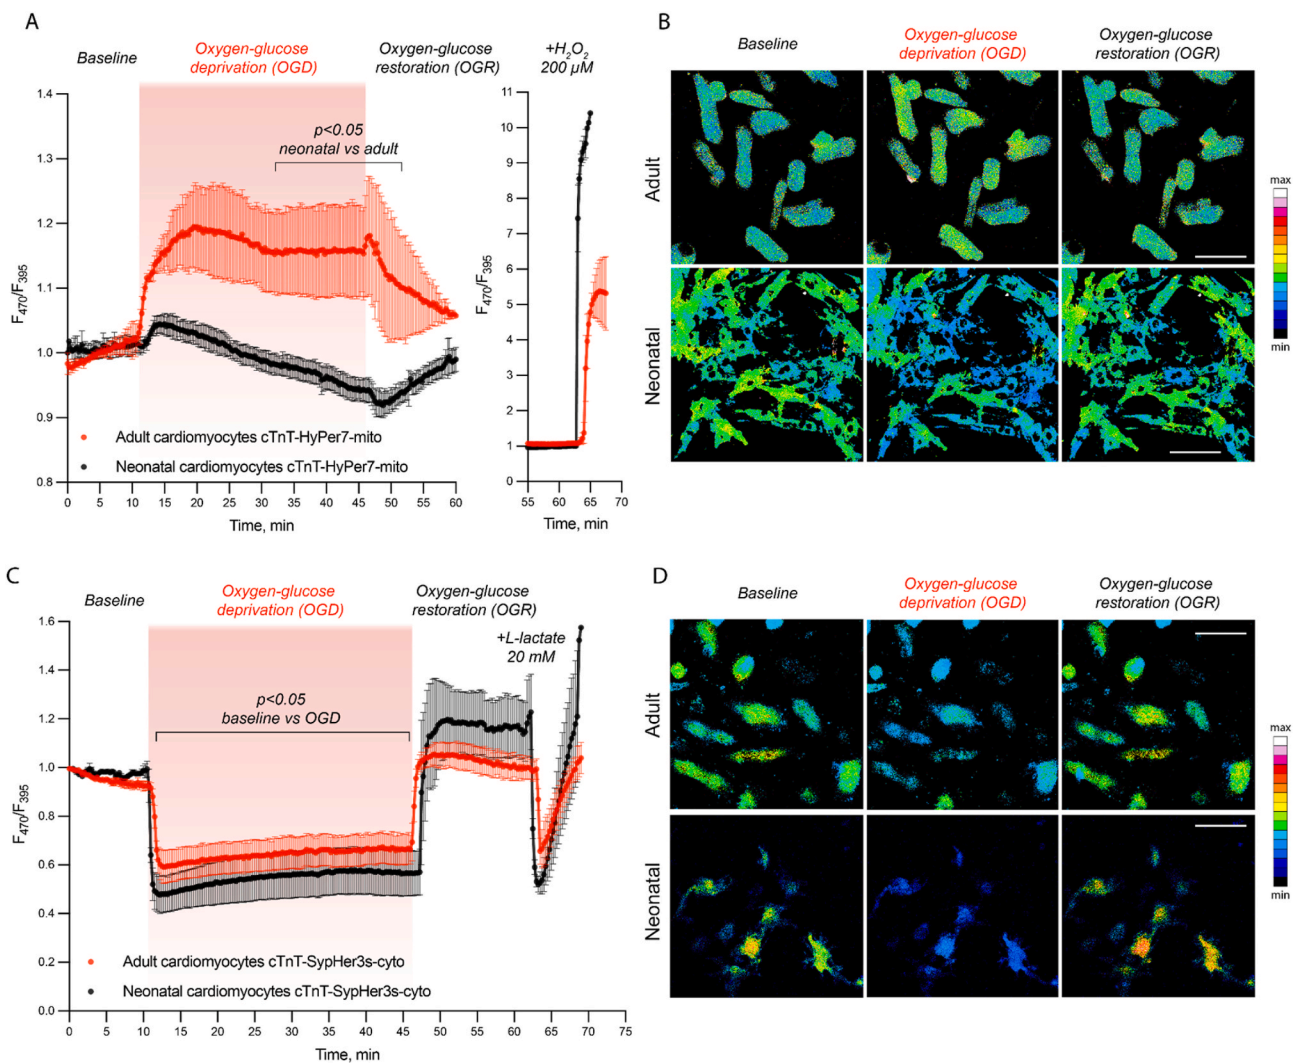 A
Baseline
Oxygen-glucose
deprivation (OGD)
Oxygen-glucose
restoration (OGR)
+H2O2
200 µM
1.4
1.3
1.2
1.1
1.0
0.9
0.8
F470/F395
p<0.05
neonatal vs adult
Adult cardiomyocytes cTnT-HyPer7-mito
Neonatal cardiomyocytes cTnT-HyPer7-mito
0 5 10 15 20 25 30 35 40 45 50 55 60
Time, min
11
10
9
8
7
6
5
4
3
2
1
0
F470/F395
55 60 65 70
Time, min
B
Baseline
Oxygen-glucose
deprivation (OGD)
Oxygen-glucose
restoration (OGR)
Adult
Neonatal
max
min
C
Baseline
Oxygen-glucose
deprivation (OGD)
Oxygen-glucose
restoration (OGR)
+L-lactate
20 mM
1.6
1.4
1.2
1.0
0.8
0.6
0.4
0.2
0.0
F470/F395
p<0.05
baseline vs OGD
Adult cardiomyocytes cTnT-SypHer3s-cyto
Neonatal cardiomyocytes cTnT-SypHer3s-cyto
0 5 10 15 20 25 30 35 40 45 50 55 60 65 70 75
Time, min
D
Baseline
Oxygen-glucose
deprivation (OGD)
Oxygen-glucose
restoration (OGR)
Adult
Neonatal
max
min